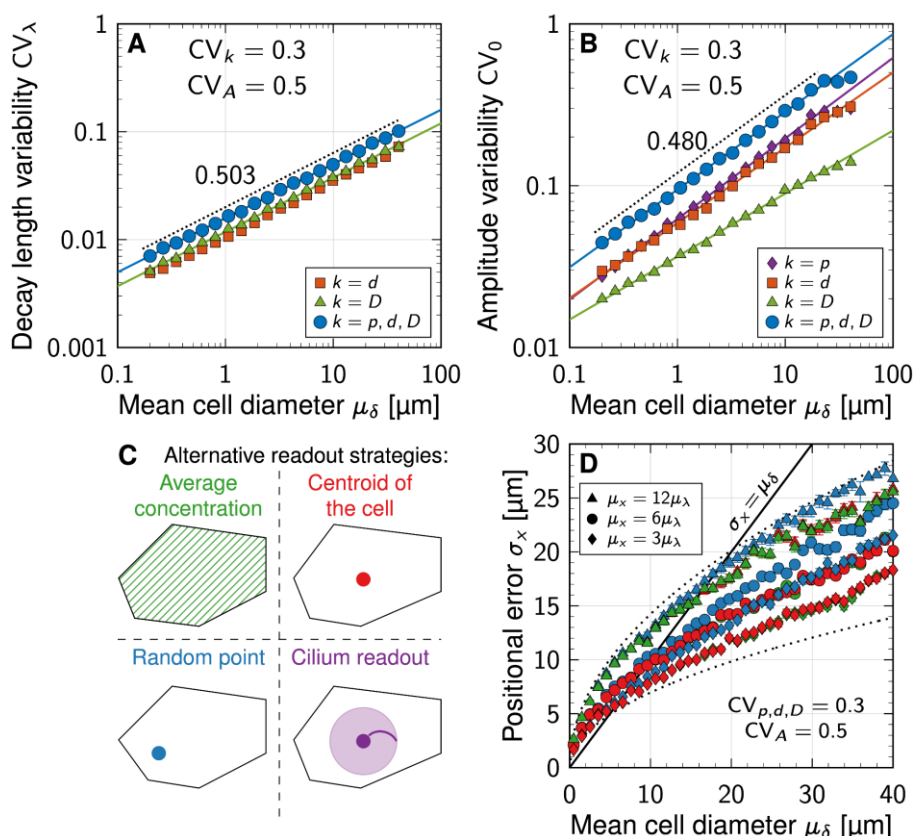 A
CV_k = 0.3
CV_A = 0.5
0.503
k = d
k = D
k = p, d, D
1
0.1
0.01
0.001
0.1
1
10
100
Decay length variability CV_λ
Mean cell diameter μ_δ [μm]
B
CV_k = 0.3
CV_A = 0.5
0.480
k = p
k = d
k = D
k = p, d, D
1
0.1
0.01
0.1
1
10
100
Amplitude variability CV_0
Mean cell diameter μ_δ [μm]
C
Alternative readout strategies:
Average
concentration
Centroid of
the cell
Random point
Cilium readout
D
μ_x = 12μ_λ
μ_x = 6μ_λ
μ_x = 3μ_λ
σ_x = μ_δ
CV_p,d,D = 0.3
CV_A = 0.5
30
25
20
15
10
5
0
0
10
20
30
40
Positional error σ_x [μm]
Mean cell diameter μ_δ [μm]